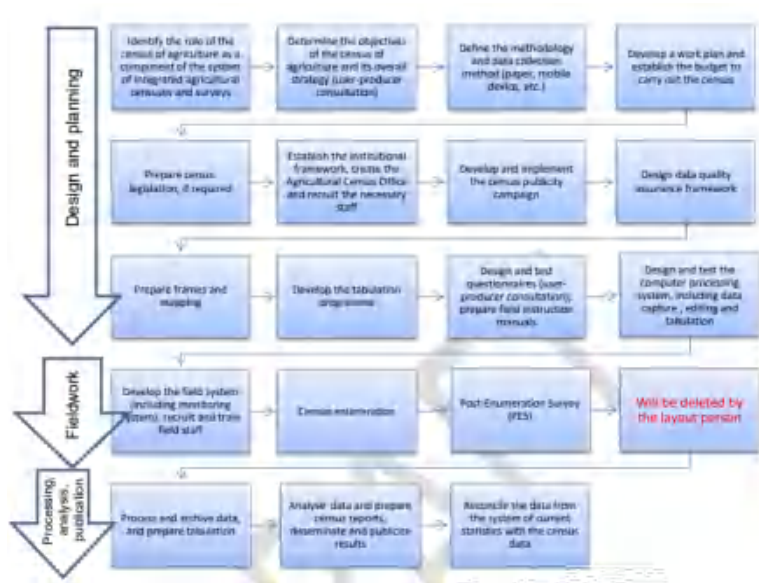 Design and planning
Identify the role of the
census of agriculture as a
component of the system
of integrated agricultural
censuses and surveys
Determine the objectives
of the census of
agriculture and its overall
strategy (user-producer
consultation)
Define the methodology
and data collection
method (paper, mobile
device, etc.)
Develop a work plan and
establish the budget to
carry out the census
Prepare census
legislation, if required
Establish the institutional
framework, create the
Agricultural Census Office
and recruit the necessary
staff
Develop and implement
the census publicity
campaign
Design data quality
assurance framework
Prepare frames and
mapping
Develop the tabulation
programme
Design and test
questionnaires (user-
producer consultation);
prepare field instruction
manuals
Design and test the
computer processing
system, including data
capture , editing and
tabulation
Fieldwork
Develop the field system
(including monitoring
system), recruit and train
field staff
Census enumeration
Post-Enumeration Survey
(PES)
Will be deleted by
the layout person
Processing,
analysis,
publication
Process and archive data,
and prepare tabulation
Analyse data and prepare
census reports,
disseminate and publicize
results
Reconcile the data from
the system of current
statistics with the census
data